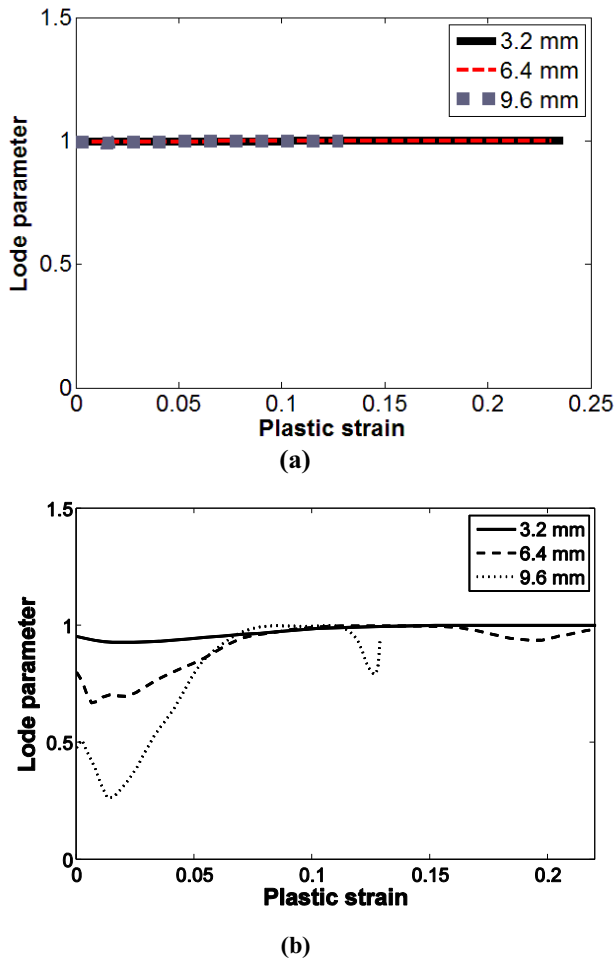 1.5
1
0.5
0
Lode parameter
3.2 mm
6.4 mm
9.6 mm
0 0.05 0.1 0.15 0.2 0.25
Plastic strain
(a)
1.5
1
0.5
0
Lode parameter
3.2 mm
6.4 mm
9.6 mm
0 0.05 0.1 0.15 0.2
Plastic strain
(b)